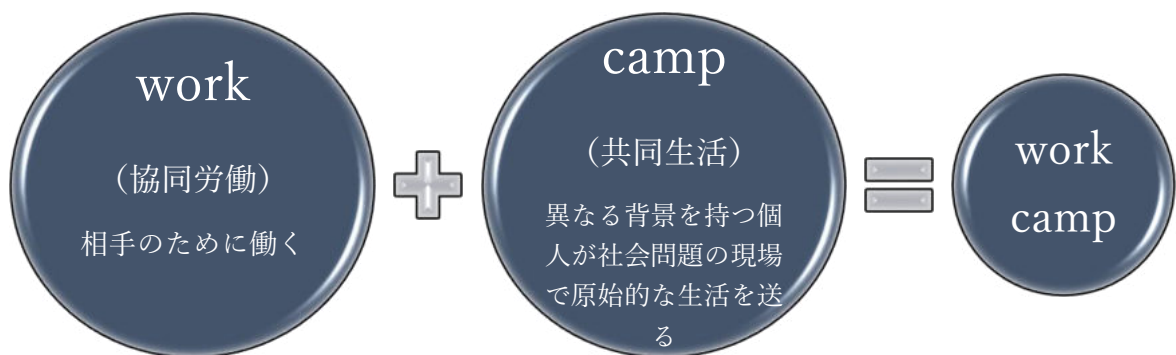 work
（協同労働）
相手のために働く
camp
（共同生活）
異なる背景を持つ個
人が社会問題の現場
で原始的な生活を送
る
work
camp